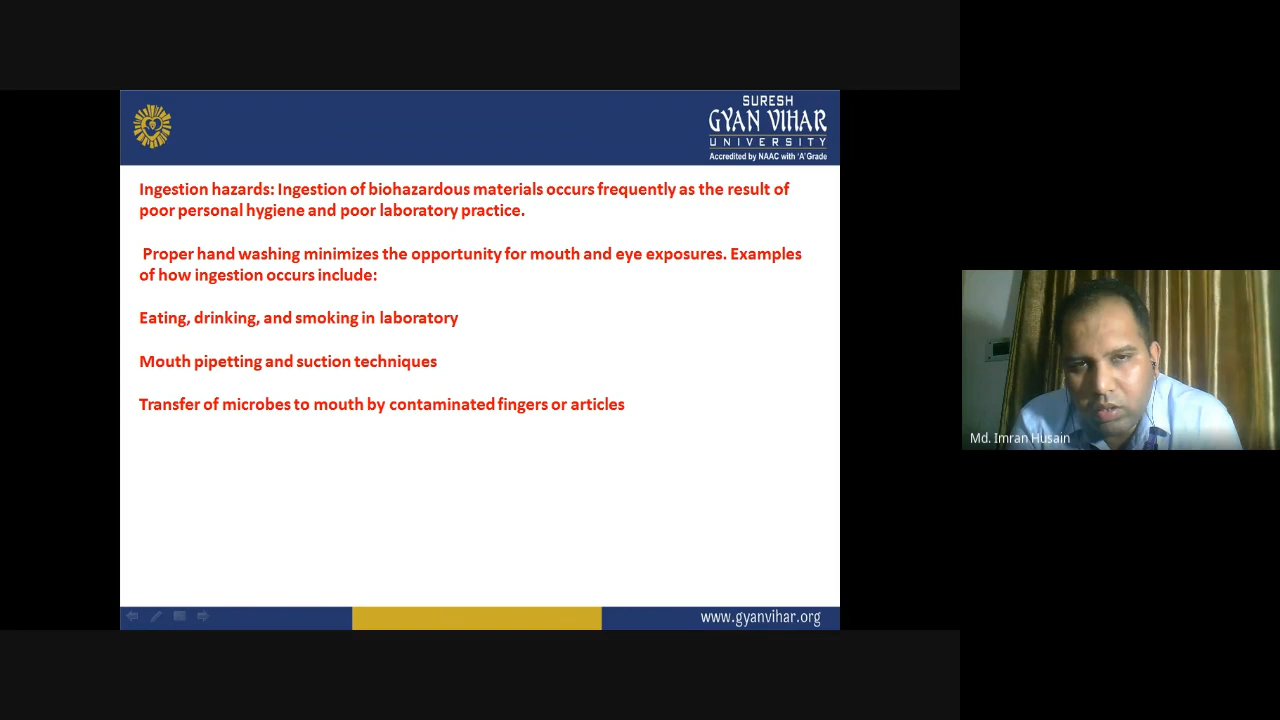 SURESH
GYAN VIHAR
UNIVERSITY
Accredited by NAAC with 'A' Grade
Ingestion hazards: Ingestion of biohazardous materials occurs frequently as the result of
poor personal hygiene and poor laboratory practice.
Proper hand washing minimizes the opportunity for mouth and eye exposures. Examples
of how ingestion occurs include:
Eating, drinking, and smoking in laboratory
Mouth pipetting and suction techniques
Transfer of microbes to mouth by contaminated fingers or articles
www.gyanvihar.org
Md. Imran Husain